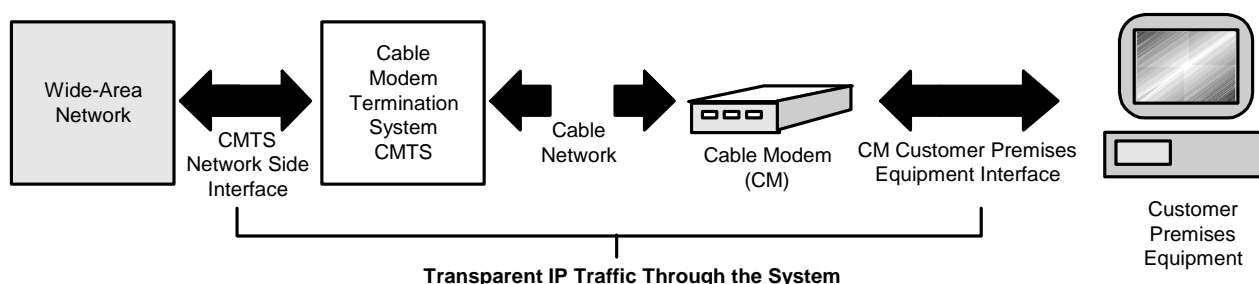 Wide-Area
Network
CMTS
Network Side
Interface
Cable
Modem
Termination
System
CMTS
Cable
Network
Cable Modem
(CM)
CM Customer Premises
Equipment Interface
Customer
Premises
Equipment
Transparent IP Traffic Through the System